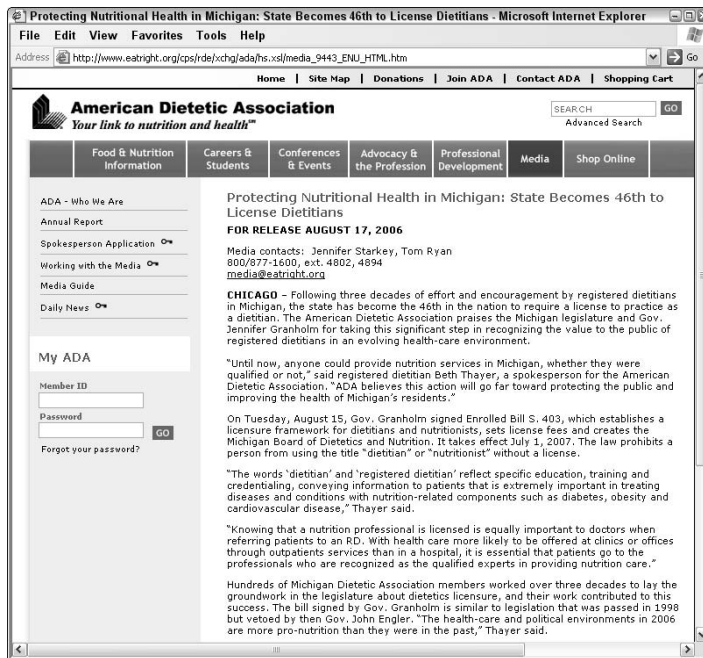 Protecting Nutritional Health in Michigan: State Becomes 46th to License Dietitians - Microsoft Internet Explorer
File Edit View Favorites Tools Help
Address http://www.eatright.org/cps/rde/xchg/ada/hs.xsl/media_9443_ENU_HTML.htm Go
Home | Site Map | Donations | Join ADA | Contact ADA | Shopping Cart
American Dietetic Association
Your link to nutrition and health℠
SEARCH GO
Advanced Search
Food & Nutrition Information
Careers & Students
Conferences & Events
Advocacy & the Profession
Professional Development
Media
Shop Online
ADA - Who We Are
Annual Report
Spokesperson Application
Working with the Media
Media Guide
Daily News
My ADA
Member ID
Password
GO
Forgot your password?
Protecting Nutritional Health in Michigan: State Becomes 46th to
License Dietitians
FOR RELEASE AUGUST 17, 2006
Media contacts: Jennifer Starkey, Tom Ryan
800/877-1600, ext. 4802, 4894
media@eatright.org
CHICAGO – Following three decades of effort and encouragement by registered dietitians
in Michigan, the state has become the 46th in the nation to require a license to practice as
a dietitian. The American Dietetic Association praises the Michigan legislature and Gov.
Jennifer Granholm for taking this significant step in recognizing the value to the public of
registered dietitians in an evolving health-care environment.
"Until now, anyone could provide nutrition services in Michigan, whether they were
qualified or not," said registered dietitian Beth Thayer, a spokesperson for the American
Dietetic Association. "ADA believes this action will go far toward protecting the public and
improving the health of Michigan's residents."
On Tuesday, August 15, Gov. Granholm signed Enrolled Bill S. 403, which establishes a
licensure framework for dietitians and nutritionists, sets license fees and creates the
Michigan Board of Dietetics and Nutrition. It takes effect July 1, 2007. The law prohibits a
person from using the title "dietitian" or "nutritionist" without a license.
"The words 'dietitian' and 'registered dietitian' reflect specific education, training and
credentialing, conveying information to patients that is extremely important in treating
diseases and conditions with nutrition-related components such as diabetes, obesity and
cardiovascular disease," Thayer said.
"Knowing that a nutrition professional is licensed is equally important to doctors when
referring patients to an RD. With health care more likely to be offered at clinics or offices
through outpatients services than in a hospital, it is essential that patients go to the
professionals who are recognized as the qualified experts in providing nutrition care."
Hundreds of Michigan Dietetic Association members worked over three decades to lay the
groundwork in the legislature about dietetics licensure, and their work contributed to this
success. The bill signed by Gov. Granholm is similar to legislation that was passed in 1998
but vetoed by then Gov. John Engler. "The health-care and political environments in 2006
are more pro-nutrition than they were in the past," Thayer said.